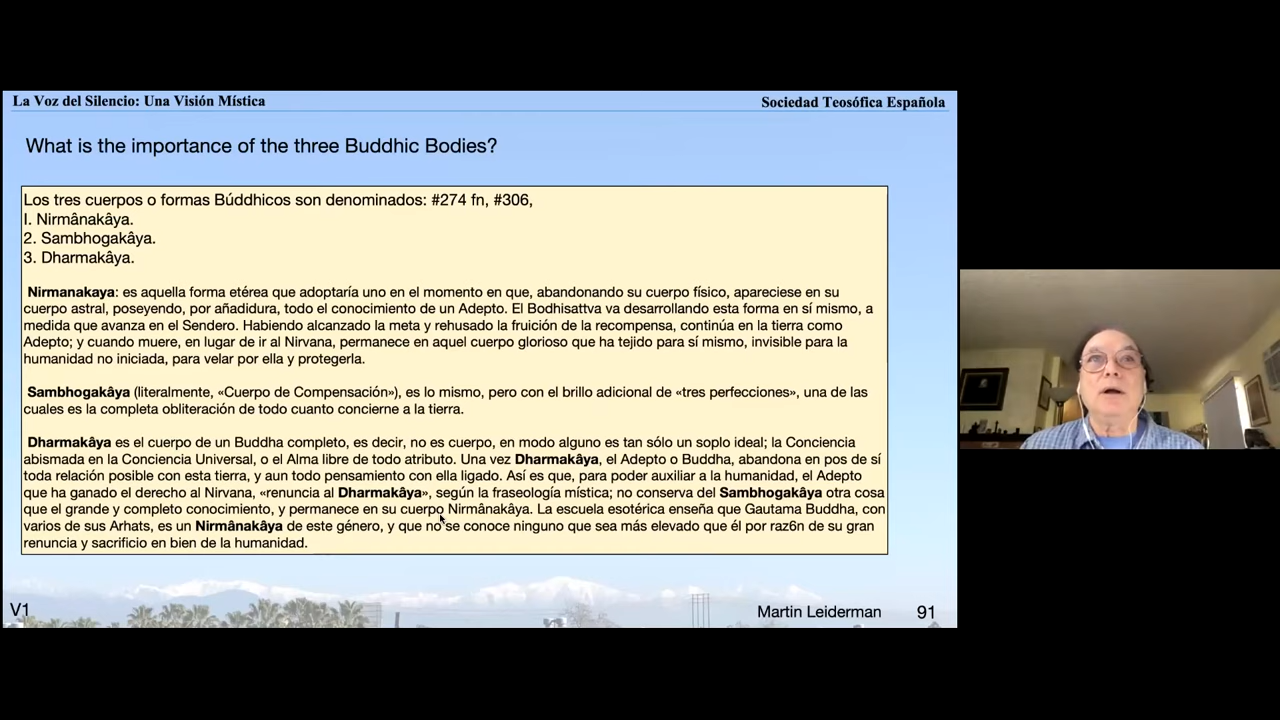 La Voz del Silencio: Una Visión Mística
Sociedad Teosófica Española
What is the importance of the three Buddhic Bodies?
Los tres cuerpos o formas Búddhicos son denominados: #274 fn, #306,
I. Nirmânakâya.
2. Sambhogakâya.
3. Dharmakâya.
Nirmanakaya: es aquella forma etérea que adoptaría uno en el momento en que, abandonando su cuerpo físico, apareciese en su
cuerpo astral, poseyendo, por añadidura, todo el conocimiento de un Adepto. El Bodhisattva va desarrollando esta forma en sí mismo, a
medida que avanza en el Sendero. Habiendo alcanzado la meta y rehusado la fruición de la recompensa, continúa en la tierra como
Adepto; y cuando muere, en lugar de ir al Nirvana, permanece en aquel cuerpo glorioso que ha tejido para sí mismo, invisible para la
humanidad no iniciada, para velar por ella y protegerla.
Sambhogakâya (literalmente, «Cuerpo de Compensación»), es lo mismo, pero con el brillo adicional de «tres perfecciones», una de las
cuales es la completa obliteración de todo cuanto concierne a la tierra.
Dharmakâya es el cuerpo de un Buddha completo, es decir, no es cuerpo, en modo alguno es tan sólo un soplo ideal; la Conciencia
abismada en la Conciencia Universal, o el Alma libre de todo atributo. Una vez Dharmakâya, el Adepto o Buddha, abandona en pos de sí
toda relación posible con esta tierra, y aun todo pensamiento con ella ligado. Así es que, para poder auxiliar a la humanidad, el Adepto
que ha ganado el derecho al Nirvana, «renuncia al Dharmakâya», según la fraseología mística; no conserva del Sambhogakâya otra cosa
que el grande y completo conocimiento, y permanece en su cuerpo Nirmânakâya. La escuela esotérica enseña que Gautama Buddha, con
varios de sus Arhats, es un Nirmânakâya de este género, y que no se conoce ninguno que sea más elevado que él por raz6n de su gran
renuncia y sacrificio en bien de la humanidad.
V1
Martin Leiderman
91